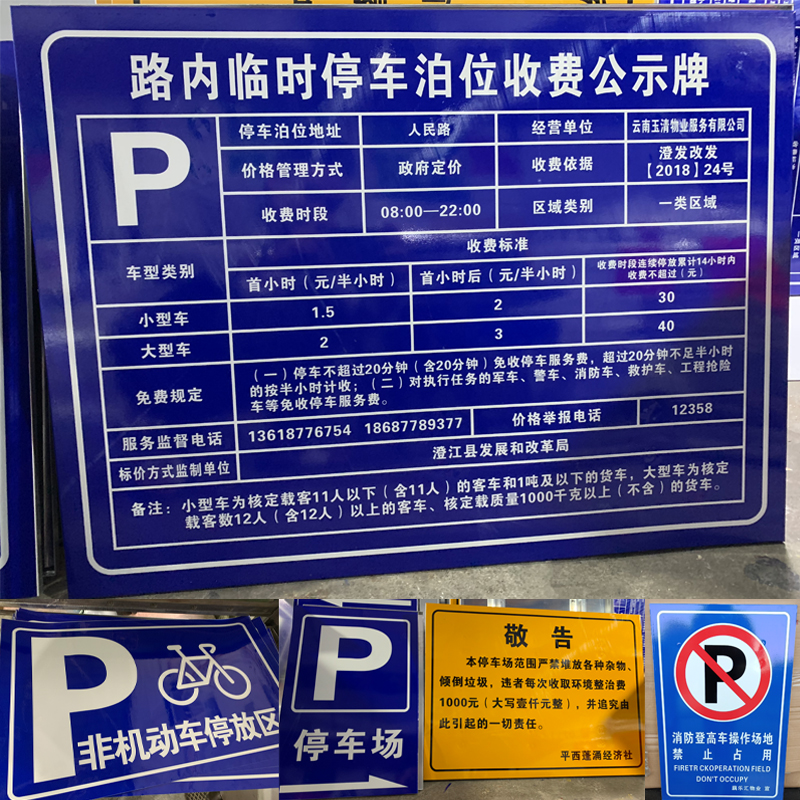 路内临时停车泊位收费公示牌
P
停车泊位地址 人民路 经营单位 云南玉清物业服务有限公司
价格管理方式 政府定价 收费依据 澄发改发
【2018】24号
收费时段 08:00—22:00 区域类别 一类区域
车型类别
收费标准
首小时（元/半小时） 首小时后（元/半小时） 收费时段连续停放累计14小时内
收费不超过（元）
小型车 1.5 2 30
大型车 2 3 40
免费规定
（一）停车不超过20分钟（含20分钟）免收停车服务费，超过20分钟不足半小时
的按半小时计收；（二）对执行任务的军车、警车、消防车、救护车、工程抢险
车等免收停车服务费。
服务监督电话 13618776754 18687789377 价格举报电话 12358
标价方式监制单位 澄江县发展和改革局
备注：小型车为核定载客11人以下（含11人）的客车和1吨及以下的货车，大型车为核定
载客数12人（含12人）以上的客车、核定载质量1000千克以上（不含）的货车。
P
非机动车停放区
P
停车场
敬告
本停车场范围严禁堆放各种杂物、
倾倒垃圾，违者每次收取环境整治费
1000元（大写壹仟元整），并追究由
此引起的一切责任。
平西蓬涌经济社
P
消防登高车操作场地
禁止占用
FIRETR CKOPERATION FIELD
DON'T OCCUPY